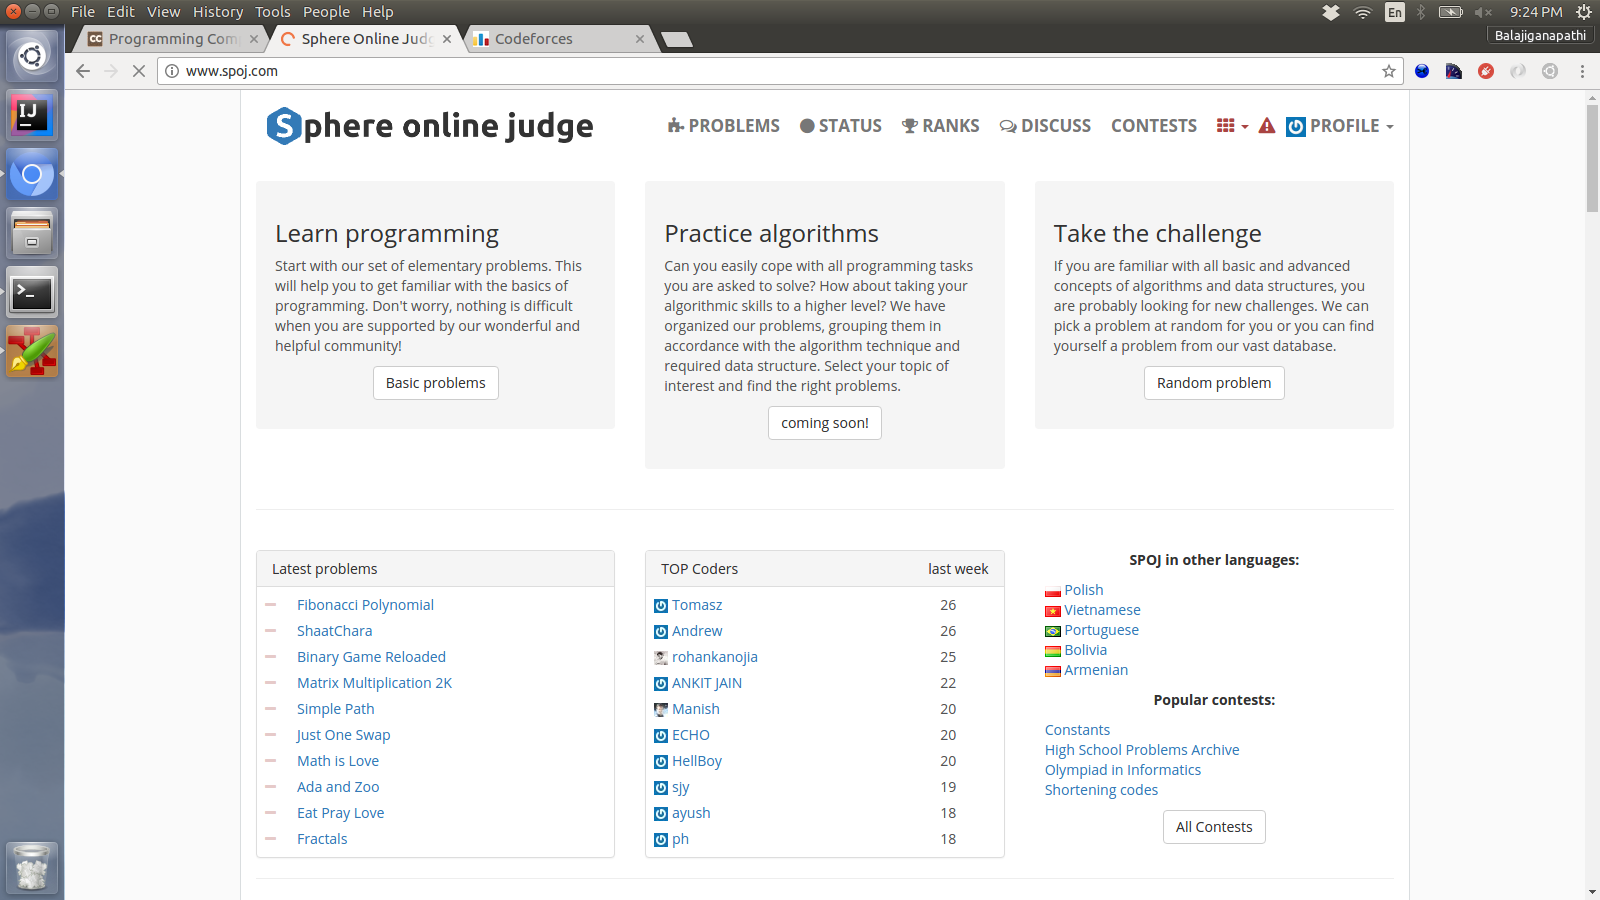 File Edit View History Tools People Help
En
9:24 PM
Balajiganapathi
Programming Com
Sphere Online Judg
Codeforces
www.spoj.com
Sphere online judge
PROBLEMS STATUS RANKS DISCUSS CONTESTS PROFILE
Learn programming
Start with our set of elementary problems. This
will help you to get familiar with the basics of
programming. Don't worry, nothing is difficult
when you are supported by our wonderful and
helpful community!
Basic problems
Practice algorithms
Can you easily cope with all programming tasks
you are asked to solve? How about taking your
algorithmic skills to a higher level? We have
organized our problems, grouping them in
accordance with the algorithm technique and
required data structure. Select your topic of
interest and find the right problems.
coming soon!
Take the challenge
If you are familiar with all basic and advanced
concepts of algorithms and data structures, you
are probably looking for new challenges. We can
pick a problem at random for you or you can find
yourself a problem from our vast database.
Random problem
Latest problems
Fibonacci Polynomial
ShaatChara
Binary Game Reloaded
Matrix Multiplication 2K
Simple Path
Just One Swap
Math is Love
Ada and Zoo
Eat Pray Love
Fractals
TOP Coders last week
Tomasz 26
Andrew 26
rohankanojia 25
ANKIT JAIN 22
Manish 20
ECHO 20
HellBoy 20
sjy 19
ayush 18
ph 18
SPOJ in other languages:
Polish
Vietnamese
Portuguese
Bolivia
Armenian
Popular contests:
Constants
High School Problems Archive
Olympiad in Informatics
Shortening codes
All Contests
IJ
CC